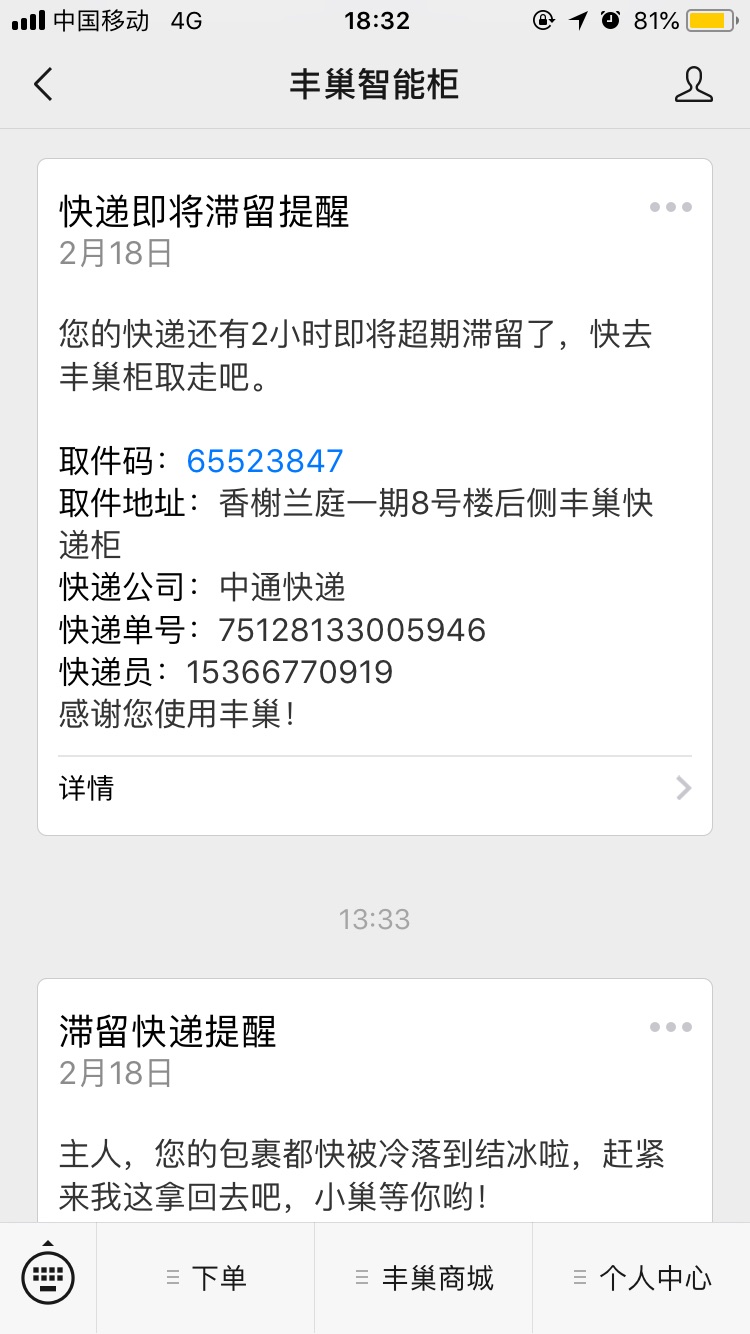 中国移动 4G 18:32 81%
丰巢智能柜
快递即将滞留提醒
2月18日
您的快递还有2小时即将超期滞留了，快去
丰巢柜取走吧。
取件码：65523847
取件地址：香榭兰庭一期8号楼后侧丰巢快
递柜
快递公司：中通快递
快递单号：75128133005946
快递员：15366770919
感谢您使用丰巢！
详情
13:33
滞留快递提醒
2月18日
主人，您的包裹都快被冷落到结冰啦，赶紧
来我这拿回去吧，小巢等你哟！
下单 丰巢商城 个人中心